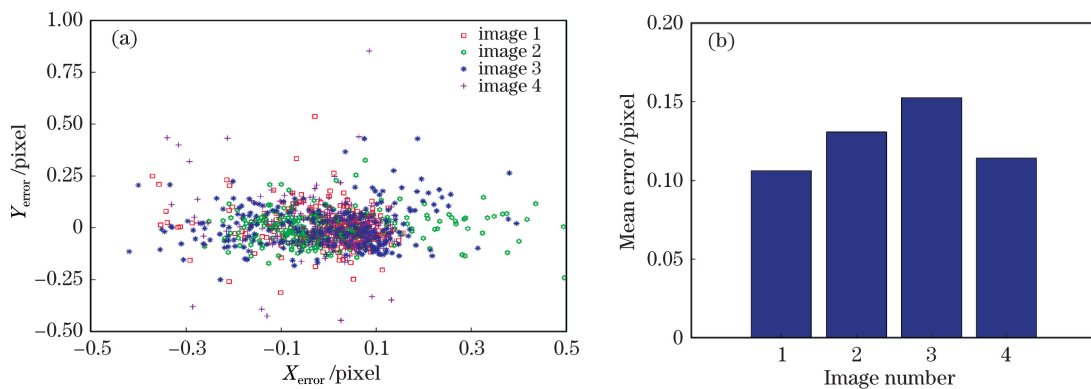 (a)
image 1
image 2
image 3
image 4
1.00
0.75
0.50
0.25
0
−0.25
−0.50
Yerror/pixel
−0.5
−0.3
−0.1
0.1
0.3
0.5
Xerror/pixel
(b)
0.20
0.15
0.10
0.05
0
Mean error/pixel
1
2
3
4
Image number